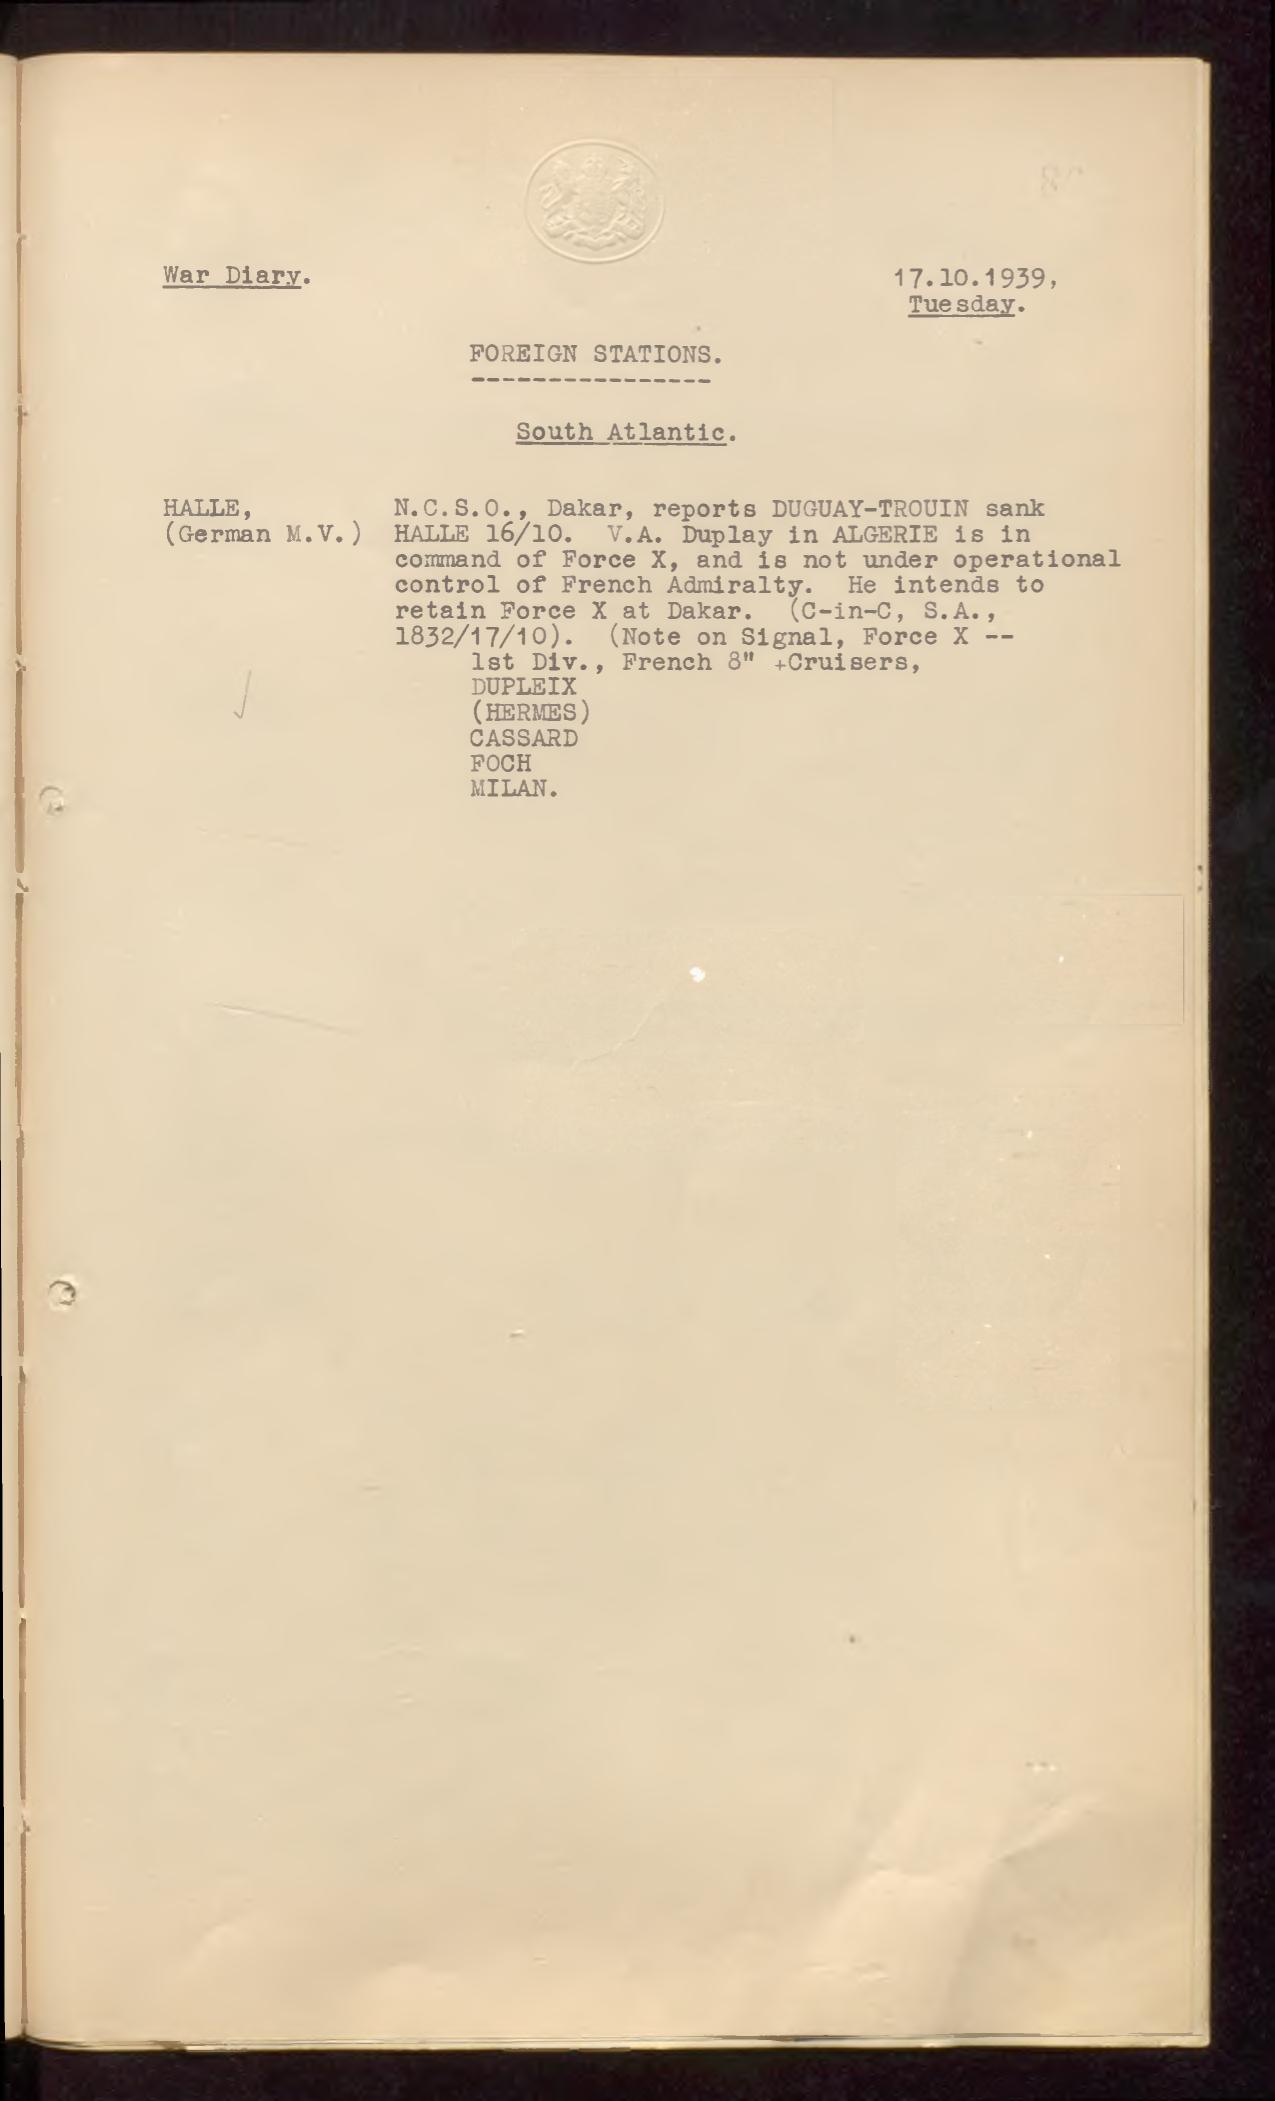 War Diary.
17.10.1939,
Tuesday.
FOREIGN STATIONS.
-----------------
South Atlantic.
HALLE,
(German M.V.)
N.C.S.O., Dakar, reports DUGUAY-TROUIN sank
HALLE 16/10. V.A. Duplay in ALGERIE is in
command of Force X, and is not under operational
control of French Admiralty. He intends to
retain Force X at Dakar. (C-in-C, S.A.,
1832/17/10). (Note on Signal, Force X --
1st Div., French 8" +Cruisers,
DUPLEIX
(HERMES)
CASSARD
FOCH
MILAN.